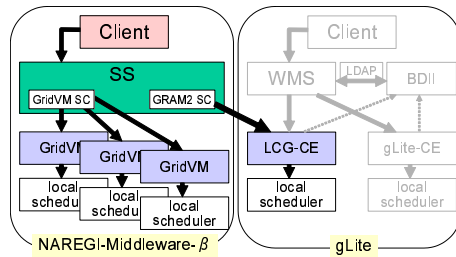 Client
SS
GridVM SC
GRAM2 SC
GridVM
GridVM
GridVM
local
scheduler
local
scheduler
local
scheduler
NAREGI-Middleware-β
Client
WMS
LDAP
BDII
LCG-CE
gLite-CE
local
scheduler
local
scheduler
gLite